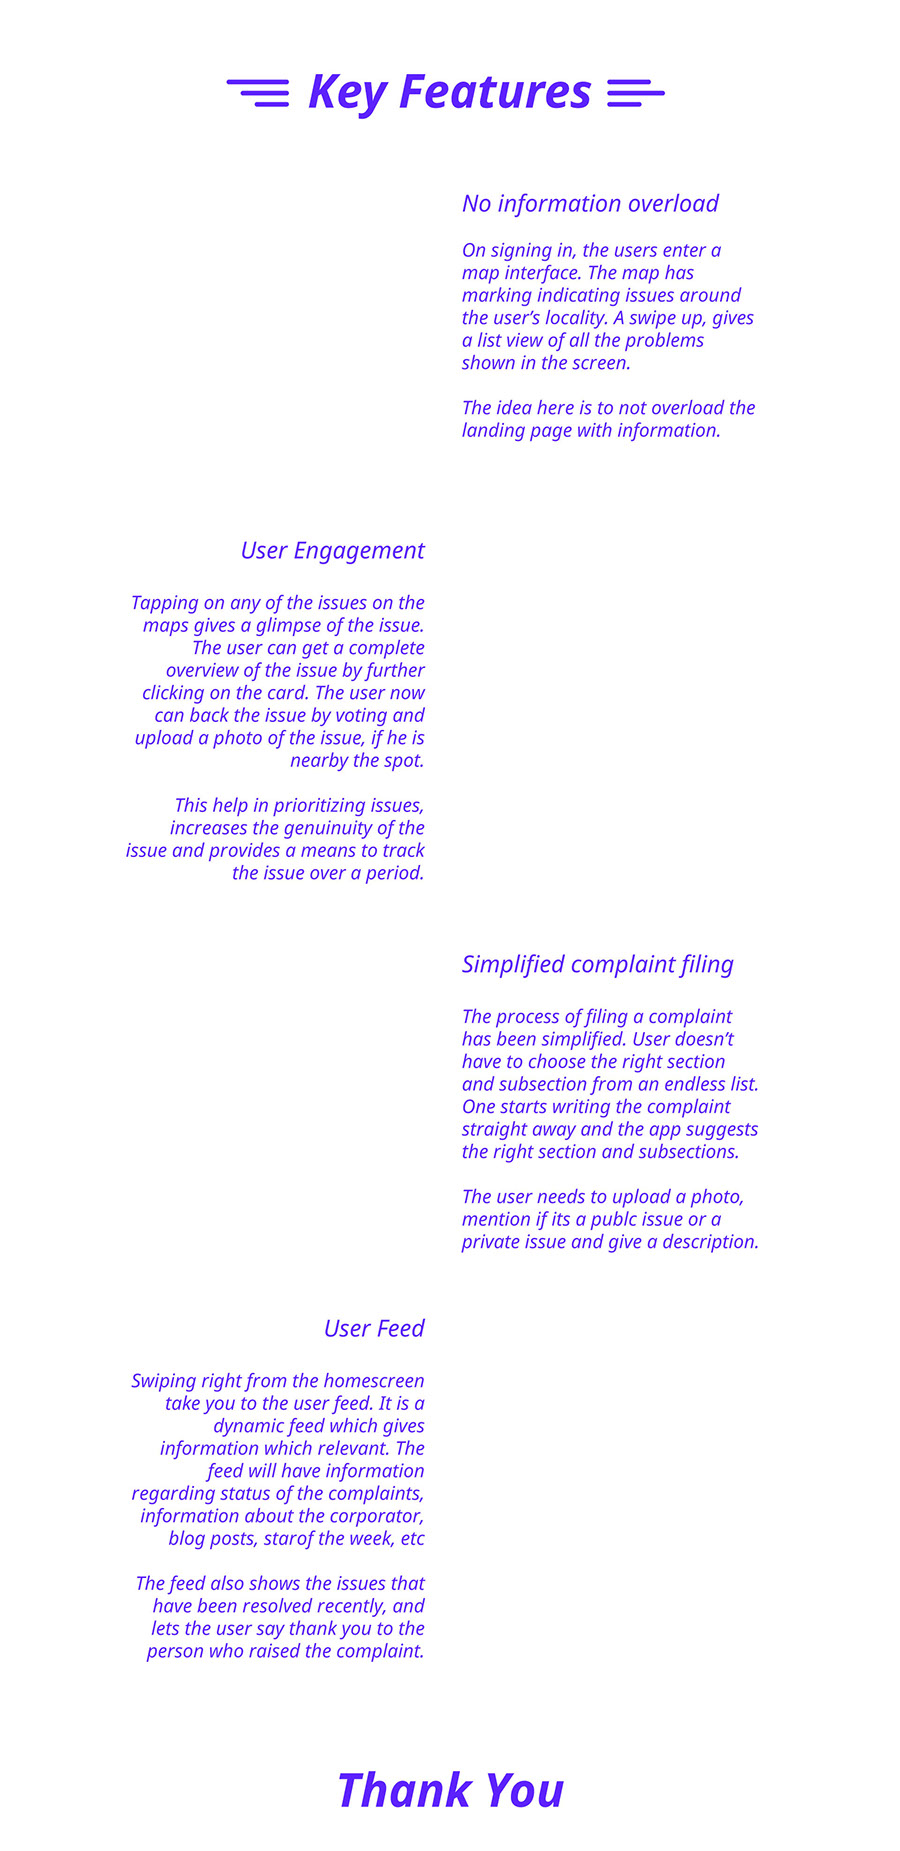 Key Features
No information overload
On signing in, the users enter a
map interface. The map has
marking indicating issues around
the user's locality. A swipe up, gives
a list view of all the problems
shown in the screen.
The idea here is to not overload the
landing page with information.
User Engagement
Tapping on any of the issues on the
maps gives a glimpse of the issue.
The user can get a complete
overview of the issue by further
clicking on the card. The user now
can back the issue by voting and
upload a photo of the issue, if he is
nearby the spot.
This help in prioritizing issues,
increases the genuinuity of the
issue and provides a means to track
the issue over a period.
Simplified complaint filing
The process of filing a complaint
has been simplified. User doesn't
have to choose the right section
and subsection from an endless list.
One starts writing the complaint
straight away and the app suggests
the right section and subsections.
The user needs to upload a photo,
mention if its a publc issue or a
private issue and give a description.
User Feed
Swiping right from the homescreen
take you to the user feed. It is a
dynamic feed which gives
information which relevant. The
feed will have information
regarding status of the complaints,
information about the corporator,
blog posts, starof the week, etc
The feed also shows the issues that
have been resolved recently, and
lets the user say thank you to the
person who raised the complaint.
Thank You